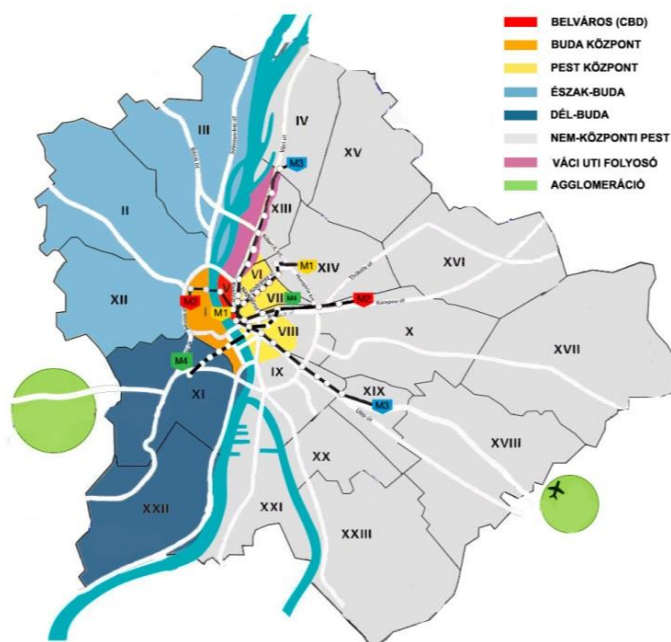 BELVÁROS (CBD)
BUDA KÖZPONT
PEST KÖZPONT
ÉSZAK-BUDA
DÉL-BUDA
NEM-KÖZPONTI PEST
VÁCI UTI FOLYOSÓ
AGGLOMERÁCIÓ
III
IV
XV
M3
XIII
II
VI
M1
XIV
XVI
XII
V
M2
VII
M4
M2
I
M1
VIII
X
XVII
M4
IX
XI
XIX
M3
XVIII
XX
XXII
XXI
XXIII